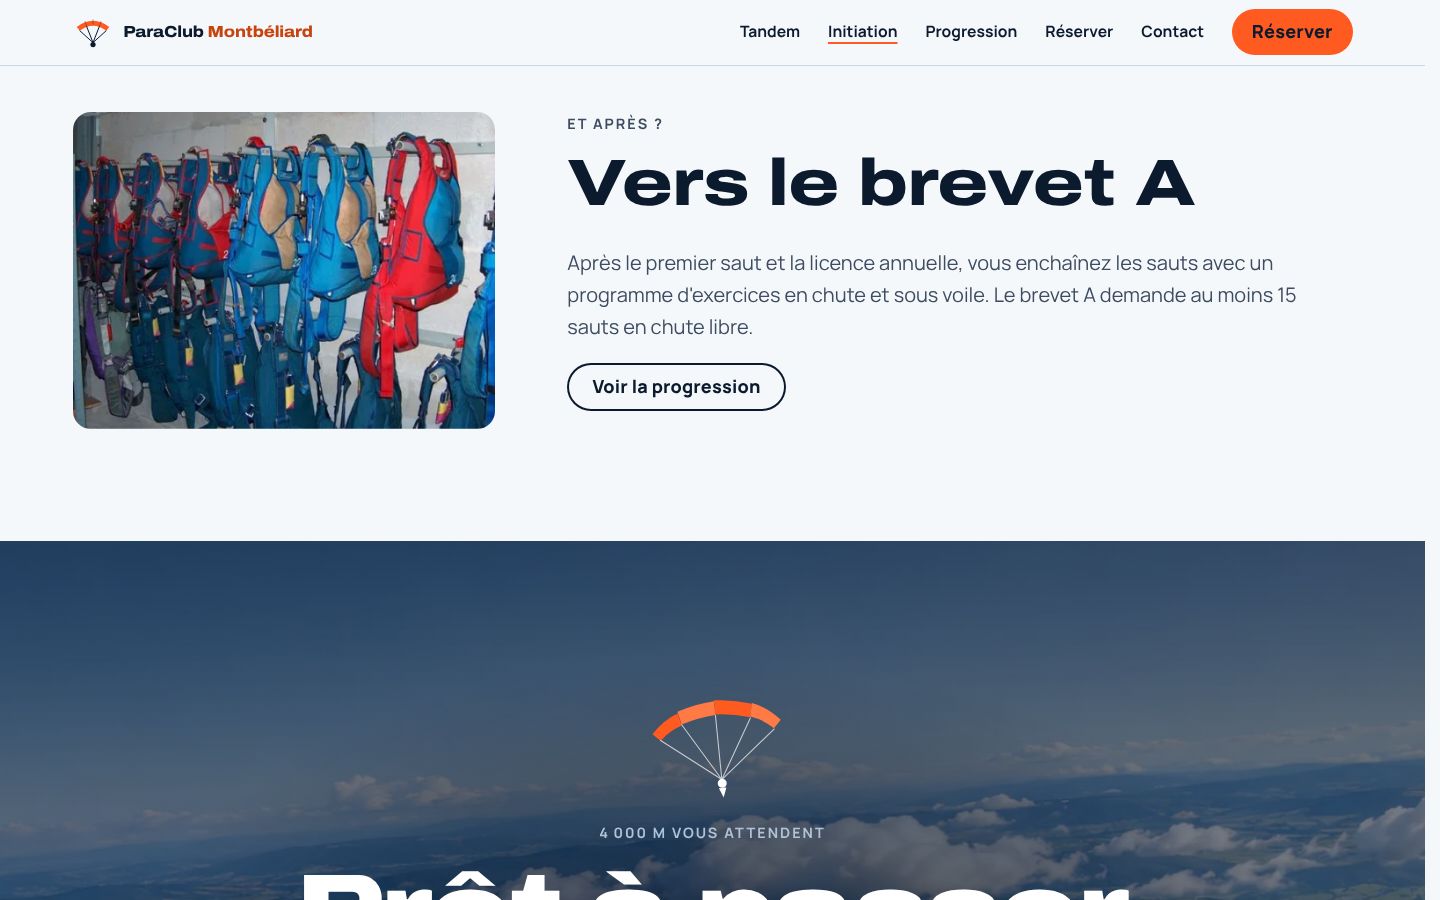 ParaClub Montbéliard
Tandem
Initiation
Progression
Réserver
Contact
Réserver
ET APRÈS ?
Vers le brevet A
Après le premier saut et la licence annuelle, vous enchaînez les sauts avec un
programme d'exercices en chute et sous voile. Le brevet A demande au moins 15
sauts en chute libre.
Voir la progression
4 000 M VOUS ATTENDENT
Prêt à passer